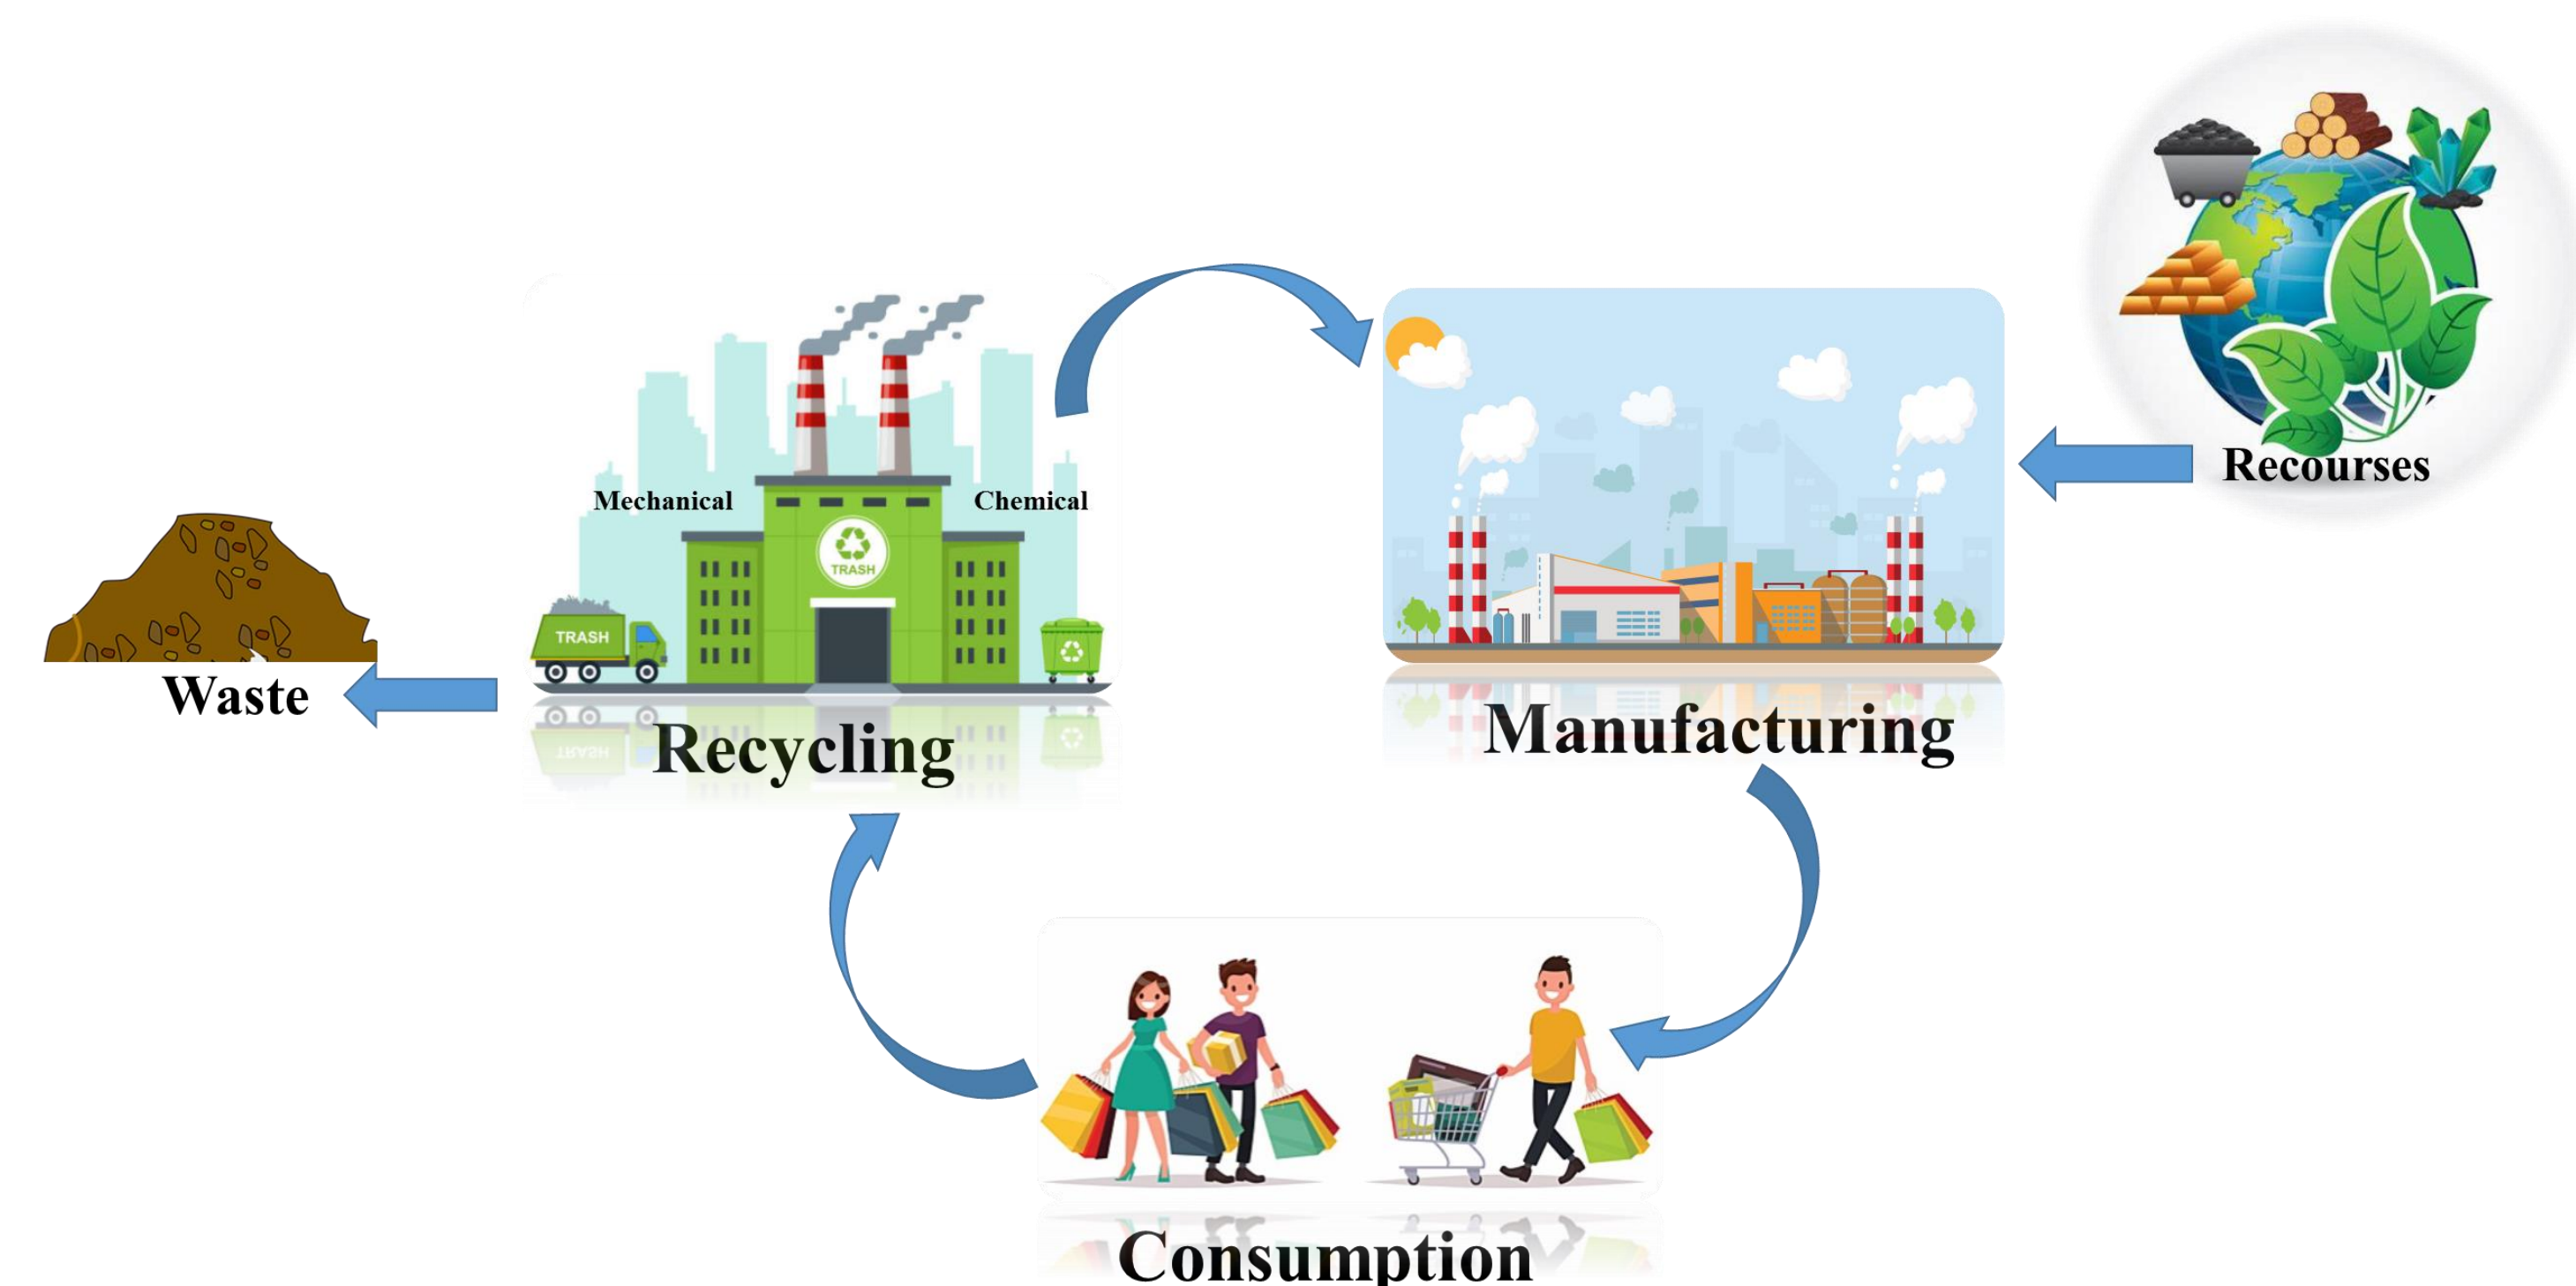 Recourses
Mechanical
Chemical
TRASH
TRASH
Waste
Recycling
Manufacturing
Consumption